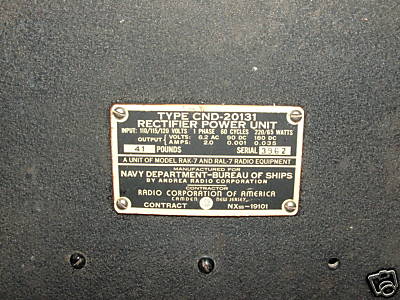 TYPE CND-20131
RECTIFIER POWER UNIT
INPUT: 110/115/120 VOLTS 1 PHASE 60 CYCLES 220/65 WATTS
OUTPUT VOLTS: 6.2 AC 90 DC 180 DC
AMPS: 2.0 0.001 0.035
41 POUNDS SERIAL
A UNIT OF MODEL RAK-7 AND RAL-7 RADIO EQUIPMENT
MANUFACTURED FOR
NAVY DEPARTMENT-BUREAU OF SHIPS
BY ANDREA RADIO CORPORATION
CONTRACTOR
RADIO CORPORATION OF AMERICA
CAMDEN NEW JERSEY
CONTRACT NXss-19101